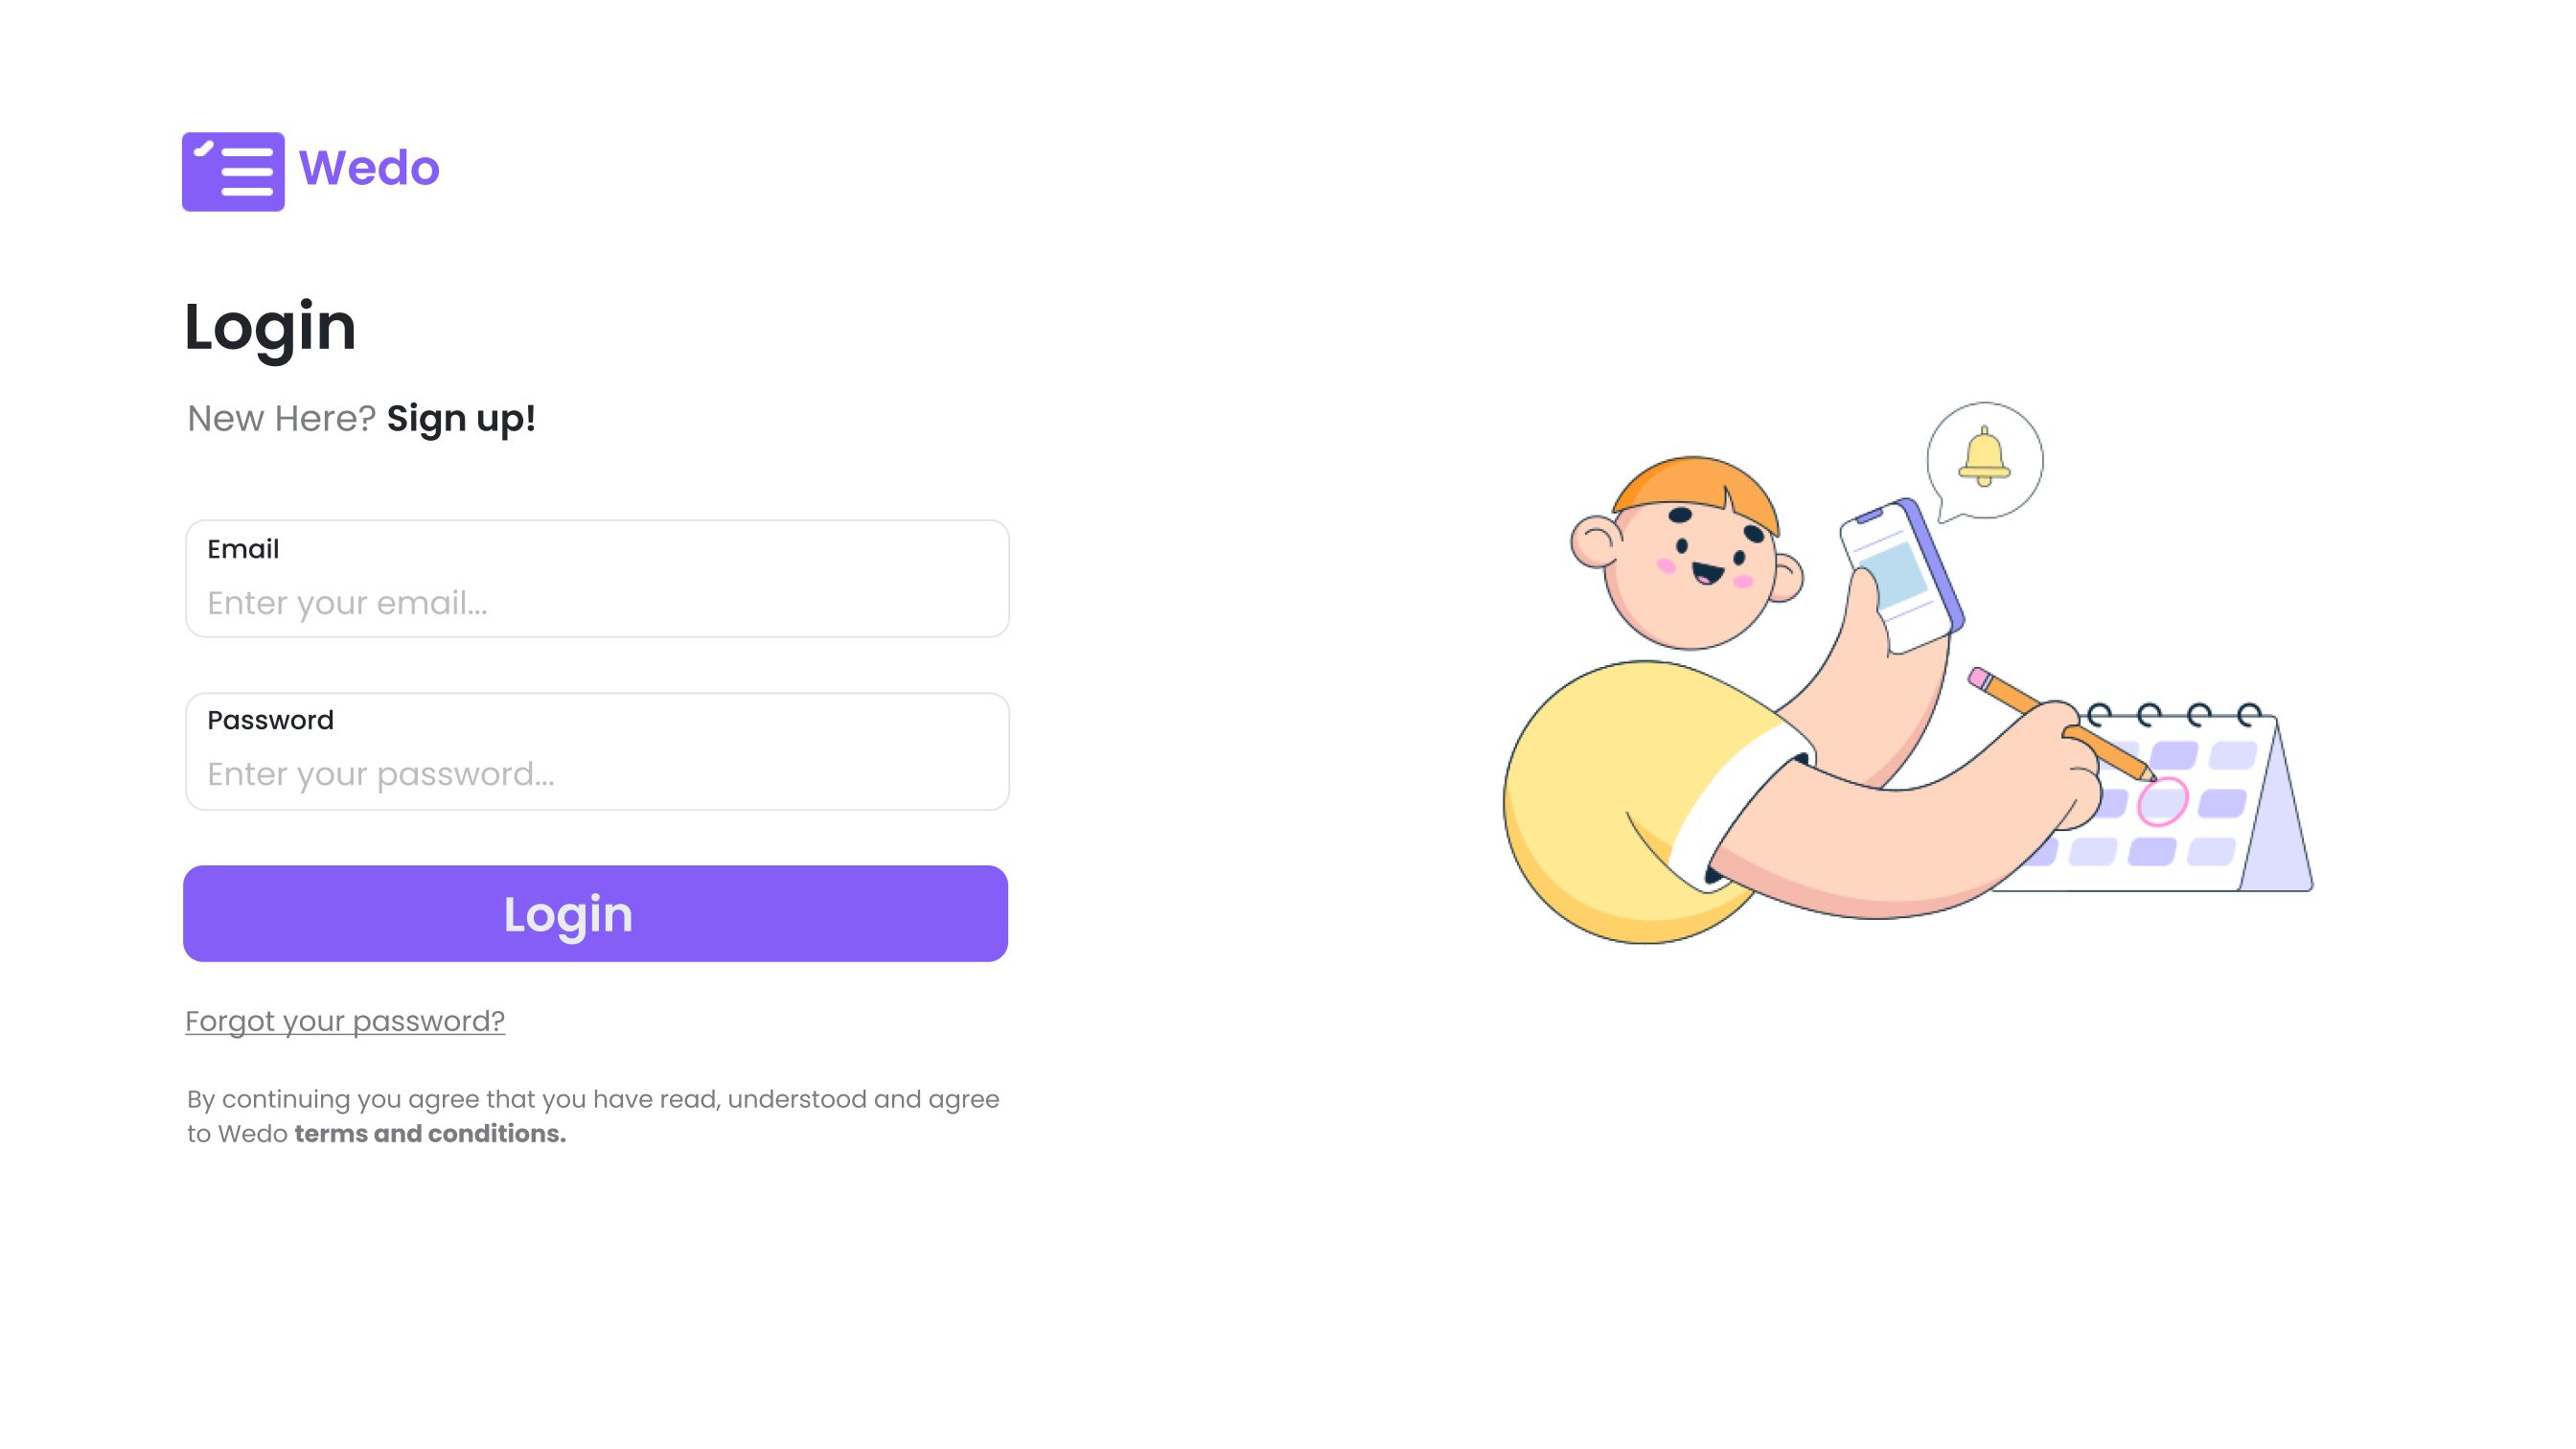 Wedo
Login
New Here? Sign up!
Email
Enter your email...
Password
Enter your password...
Login
Forgot your password?
By continuing you agree that you have read, understood and agree
to Wedo terms and conditions.